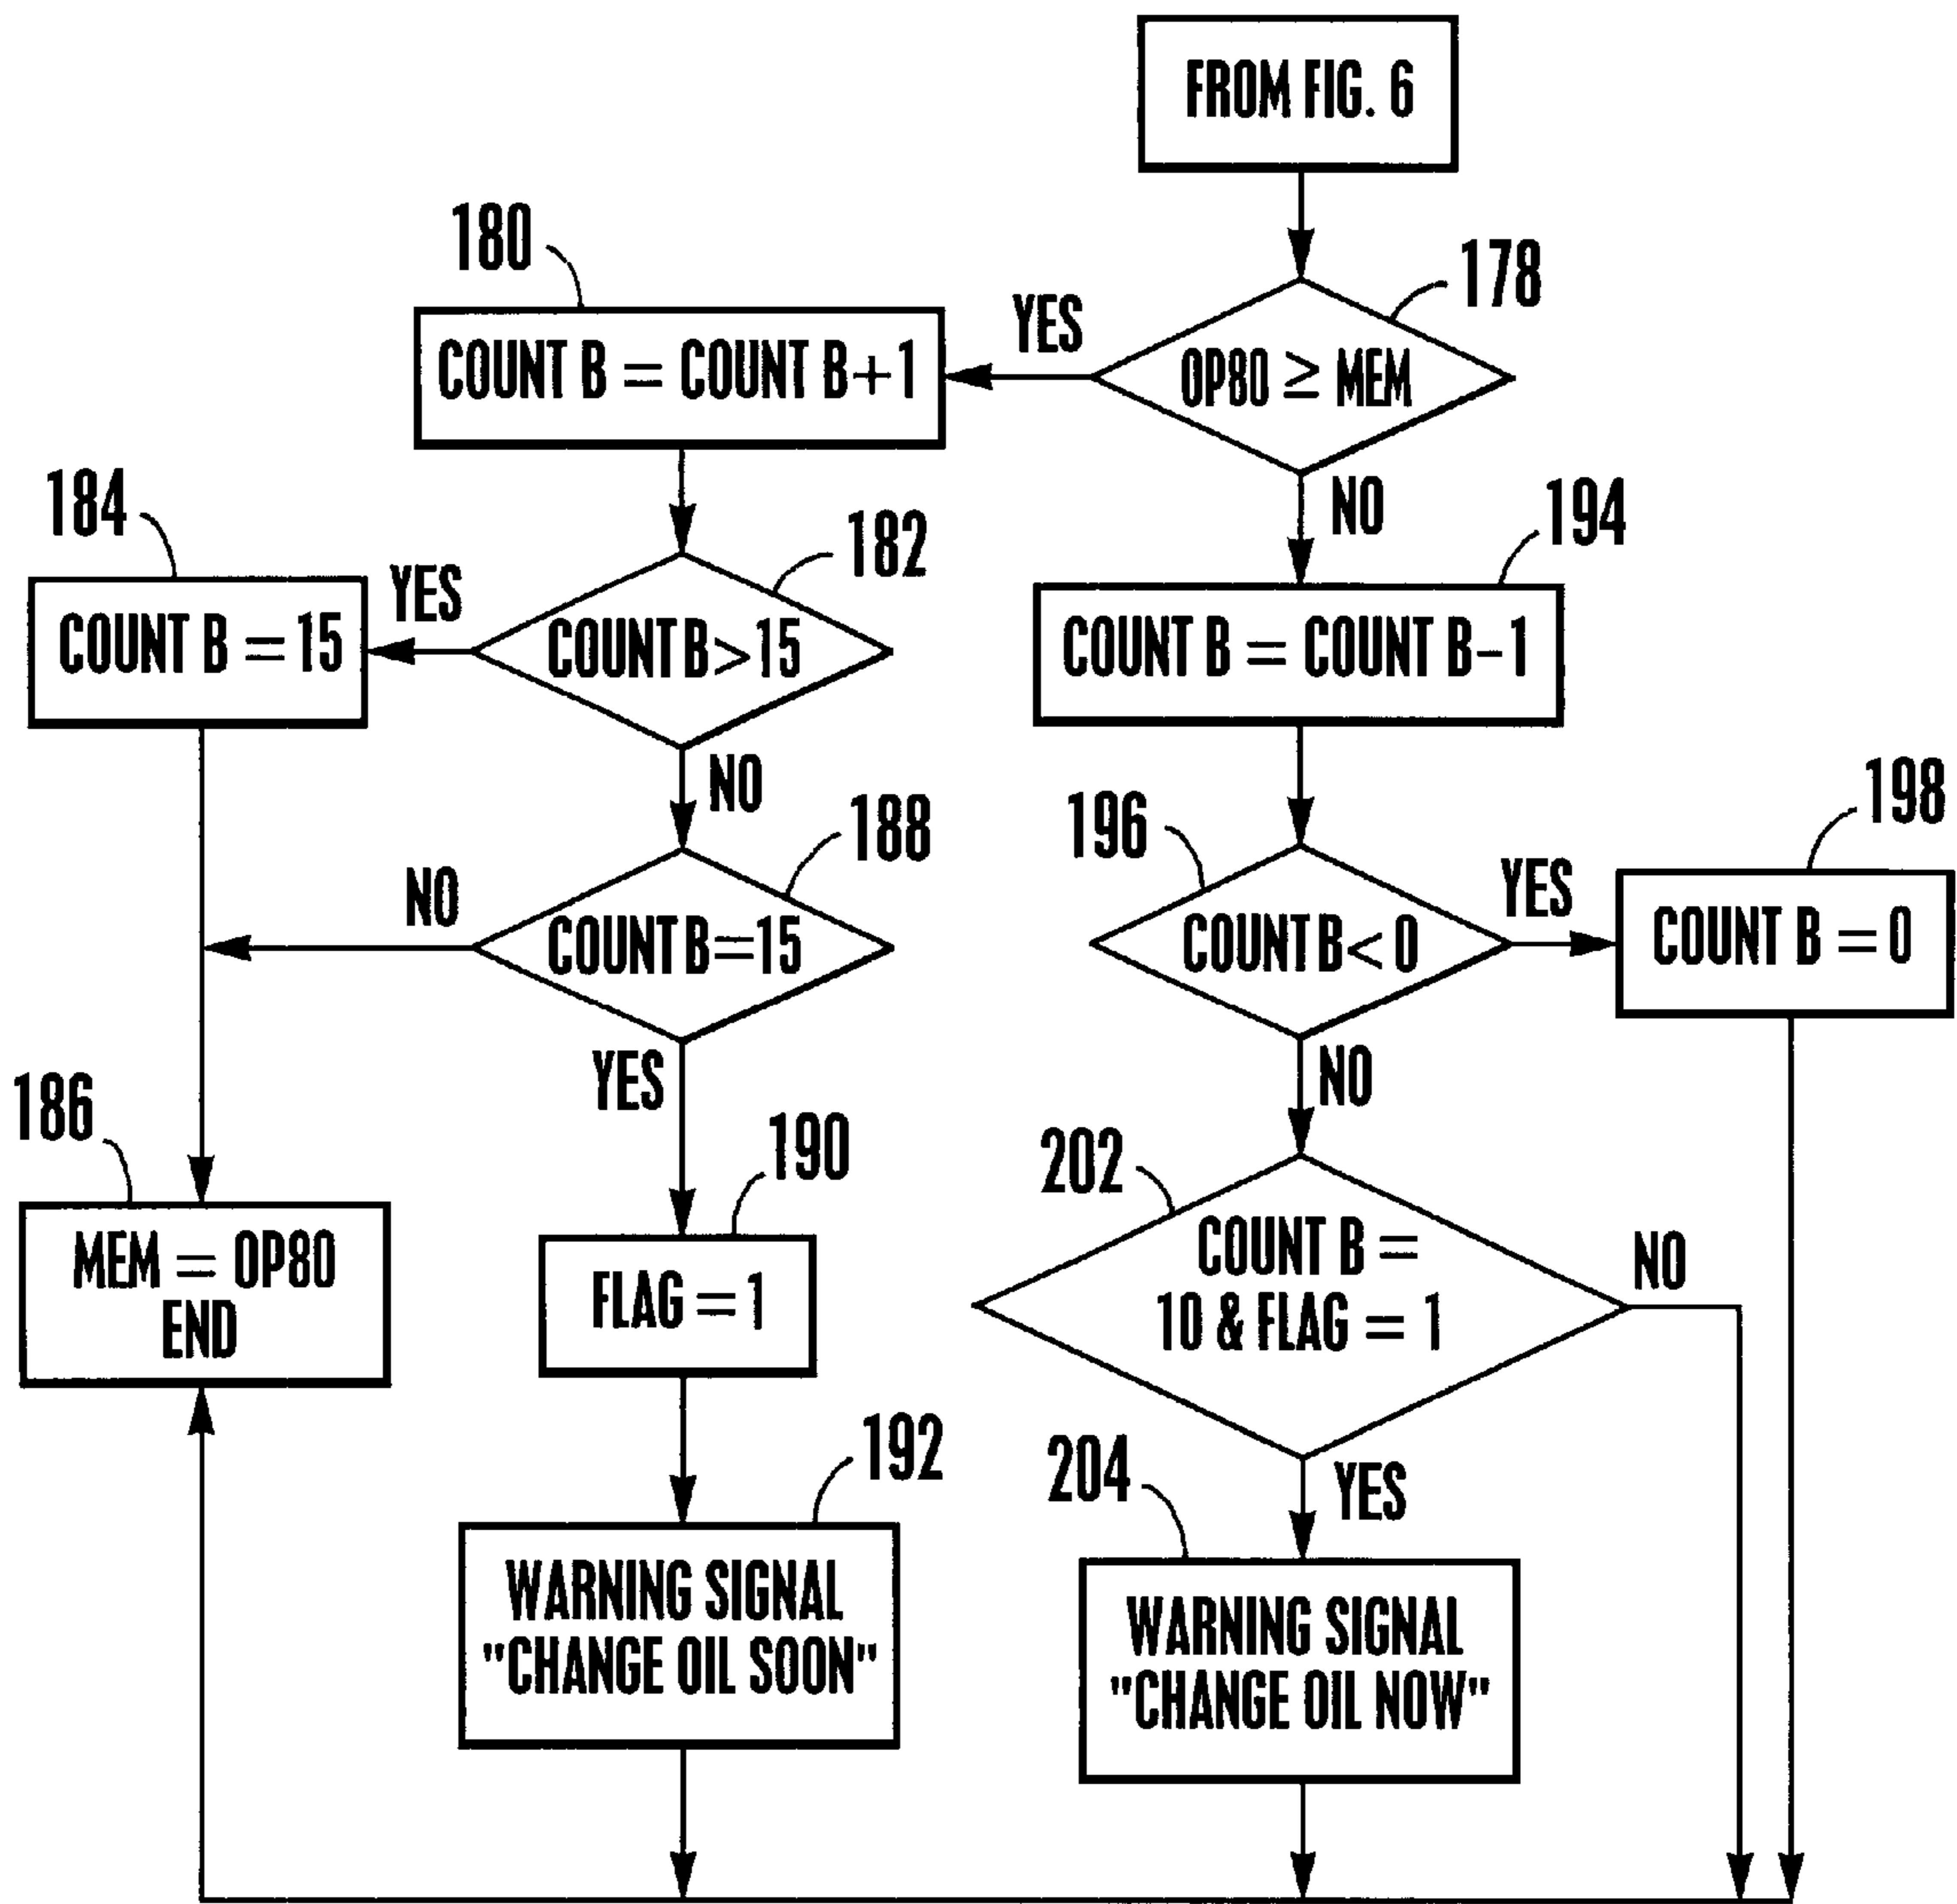 FROM FIG. 6
180
178
YES
COUNT B = COUNT B+1
OP80 ≥ MEM
NO
184
182
194
YES
COUNT B = 15
COUNT B > 15
COUNT B = COUNT B-1
NO
188
196
198
NO
YES
COUNT B=15
COUNT B < 0
COUNT B = 0
YES
NO
186
190
202
MEM = OP80
END
FLAG = 1
COUNT B =
10 & FLAG = 1
NO
192
204
YES
WARNING SIGNAL
"CHANGE OIL SOON"
WARNING SIGNAL
"CHANGE OIL NOW"